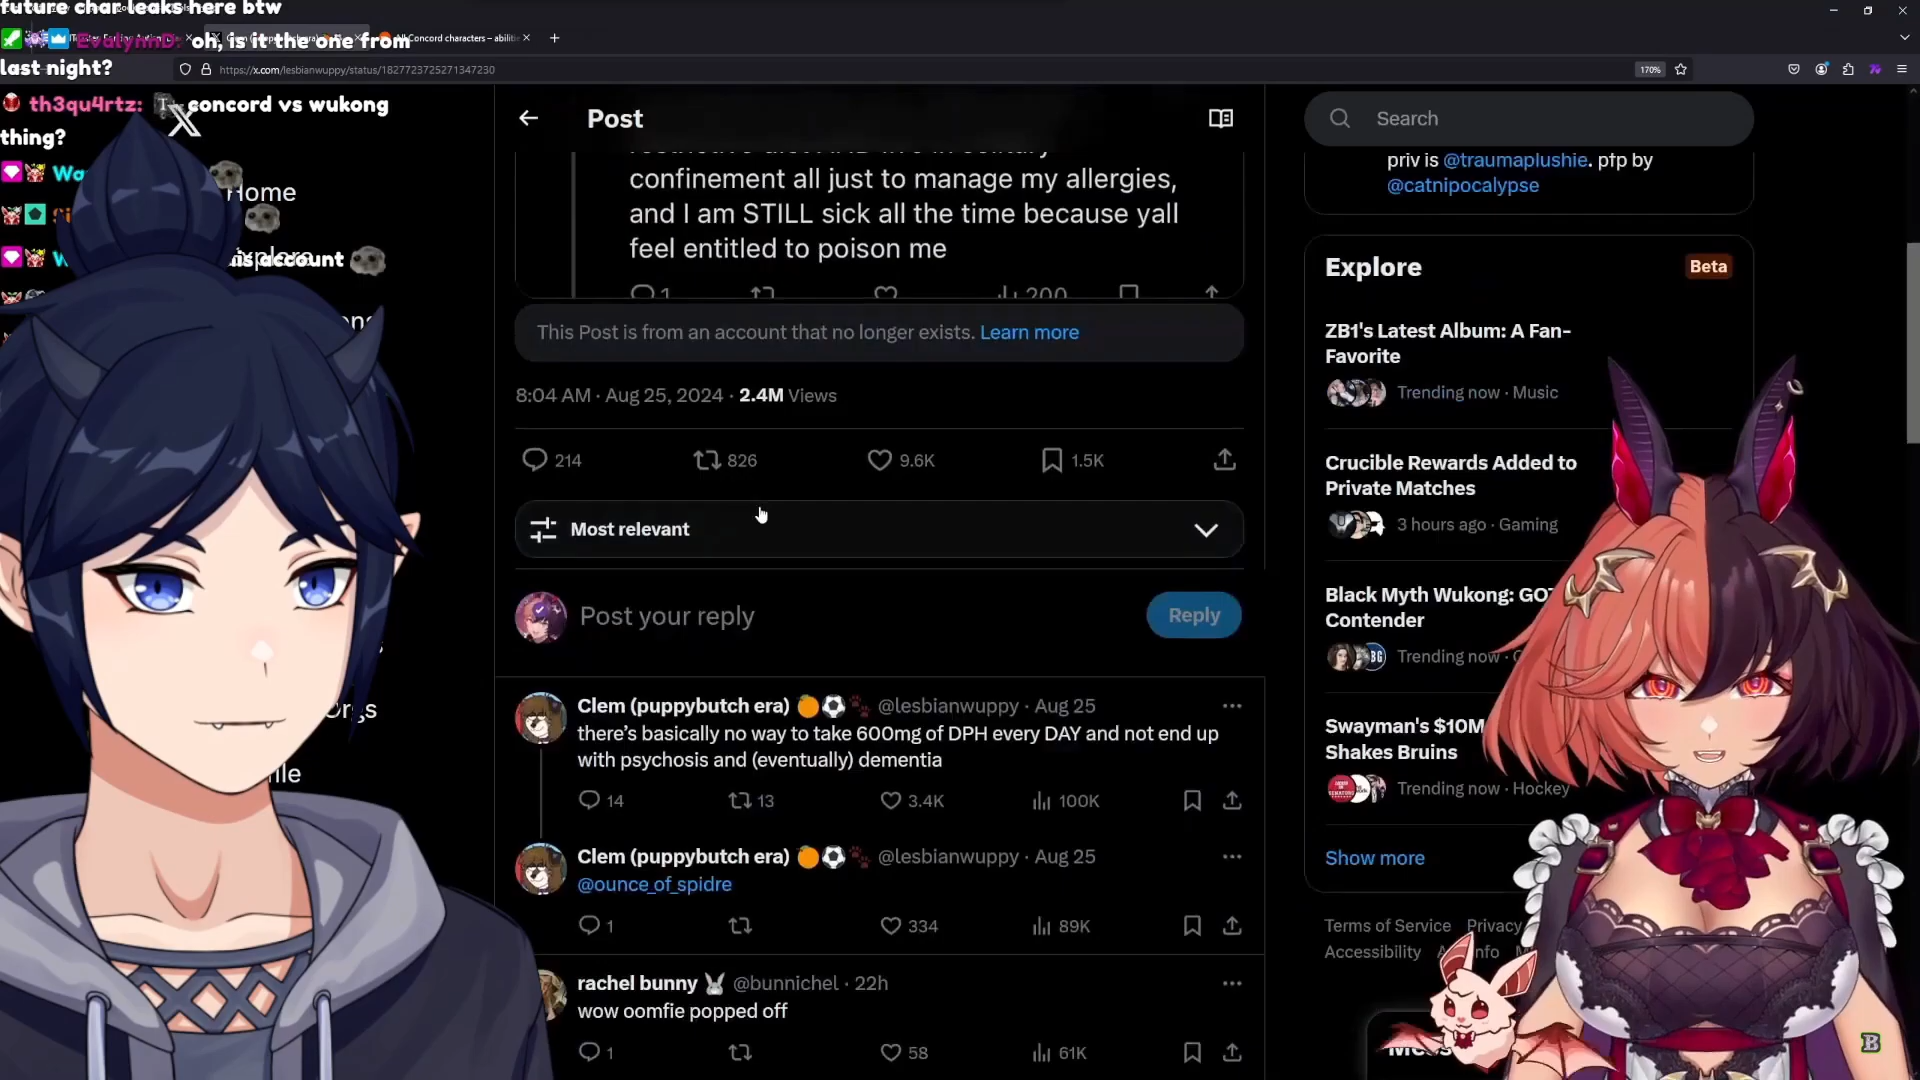 future char leaks here btw
EvalynnD: oh, is it the one from
last night?
th3qu4rtz: concord vs wukong
thing?
Concord characters – abiliti
https://x.com/lesbianwuppy/status/1827723725271347230
170%
Home
account
Post
confinement all just to manage my allergies,
and I am STILL sick all the time because yall
feel entitled to poison me
1
200
This Post is from an account that no longer exists. Learn more
8:04 AM · Aug 25, 2024 · 2.4M Views
214
826
9.6K
1.5K
Most relevant
Post your reply
Reply
Clem (puppybutch era) @lesbianwuppy · Aug 25
there's basically no way to take 600mg of DPH every DAY and not end up
with psychosis and (eventually) dementia
14
13
3.4K
100K
Clem (puppybutch era) @lesbianwuppy · Aug 25
@ounce_of_spidre
1
334
89K
rachel bunny @bunnichel · 22h
wow oomfie popped off
1
58
61K
Search
priv is @traumaplushie. pfp by
@catnipocalypse
Explore
Beta
ZB1's Latest Album: A Fan-
Favorite
Trending now · Music
Crucible Rewards Added to
Private Matches
3 hours ago · Gaming
Black Myth Wukong: GOT
Contender
Trending now ·
Swayman's $10M
Shakes Bruins
Trending now · Hockey
Show more
Terms of Service Privacy
Accessibility